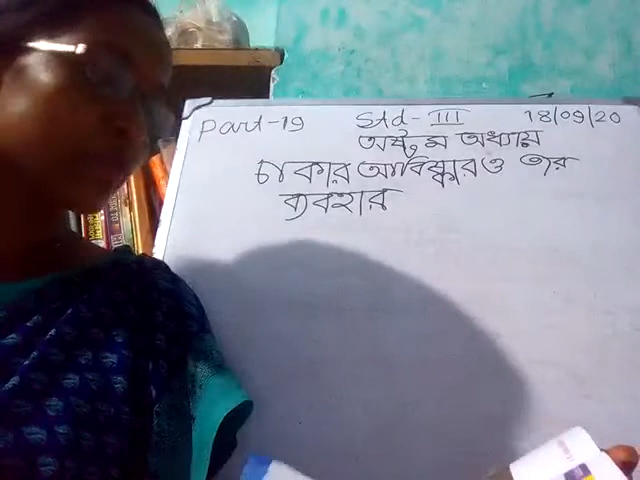 Part-19 Std-III 18/09/20
অষ্টম অধ্যায়
চাকার আবিষ্কার ও তার
ব্যবহার